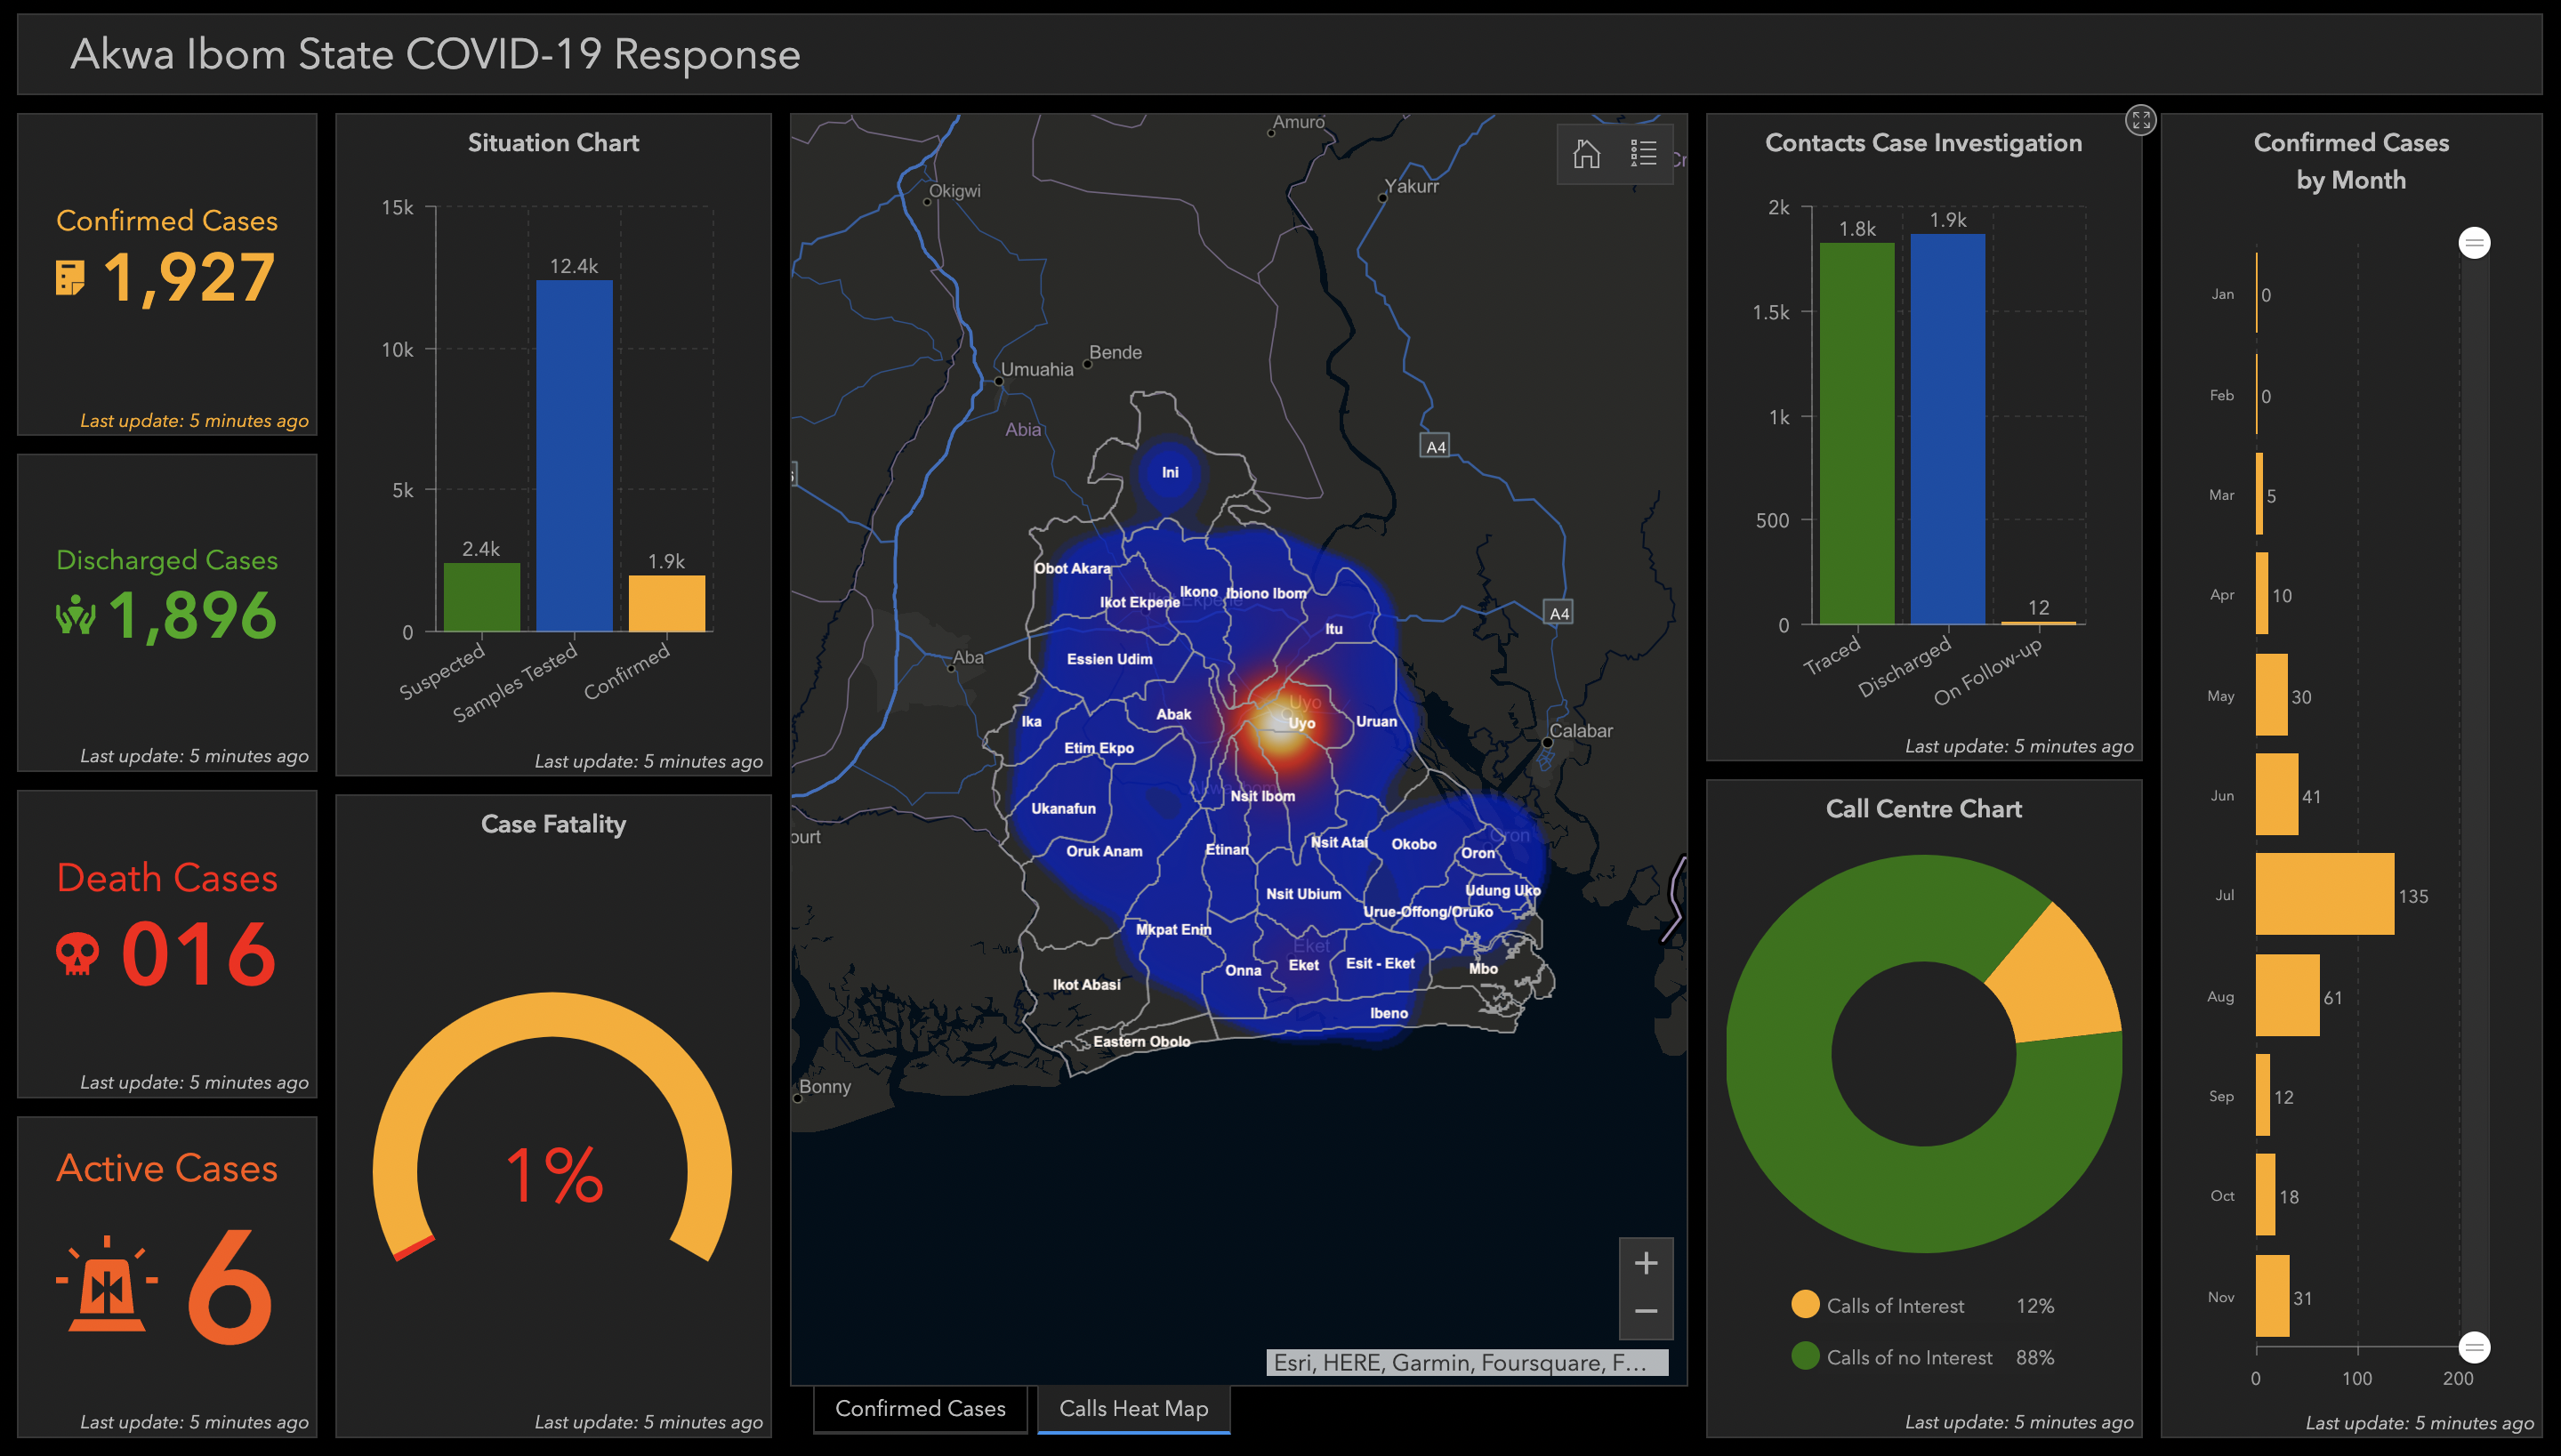 Akwa Ibom State COVID-19 Response
Confirmed Cases
1,927
Last update: 5 minutes ago
Discharged Cases
1,896
Last update: 5 minutes ago
Death Cases
016
Last update: 5 minutes ago
Active Cases
6
Last update: 5 minutes ago
Situation Chart
15k
10k
5k
0
2.4k
12.4k
1.9k
Suspected
Samples Tested
Confirmed
Last update: 5 minutes ago
Case Fatality
1%
Last update: 5 minutes ago
Amuro
Okigwi
Yakurr
Bende
Umuahia
Abia
A4
Ini
Obot Akara
Ikot Ekpene
Ikono
Ibiono Ibom
A4
Itu
Aba
Essien Udim
Uyo
Ika
Abak
Uyo
Uruan
Calabar
Etim Ekpo
Nsit Ibom
Ukanafun
ourt
Oron
Oruk Anam
Etinan
Nsit Atai
Okobo
Oron
Nsit Ubium
Udung Uko
Urue-Offong/Oruko
Mkpat Enin
Eket
Onna
Eket
Esit - Eket
Mbo
Ikot Abasi
Ibeno
Eastern Obolo
Bonny
+
−
Esri, HERE, Garmin, Foursquare, F...
Confirmed Cases
Calls Heat Map
Contacts Case Investigation
2k
1.5k
1k
500
0
1.8k
1.9k
12
Traced
Discharged
On Follow-up
Last update: 5 minutes ago
Call Centre Chart
Calls of Interest 12%
Calls of no Interest 88%
Last update: 5 minutes ago
Confirmed Cases
by Month
Jan 0
Feb 0
Mar 5
Apr 10
May 30
Jun 41
Jul 135
Aug 61
Sep 12
Oct 18
Nov 31
0 100 200
Last update: 5 minutes ago